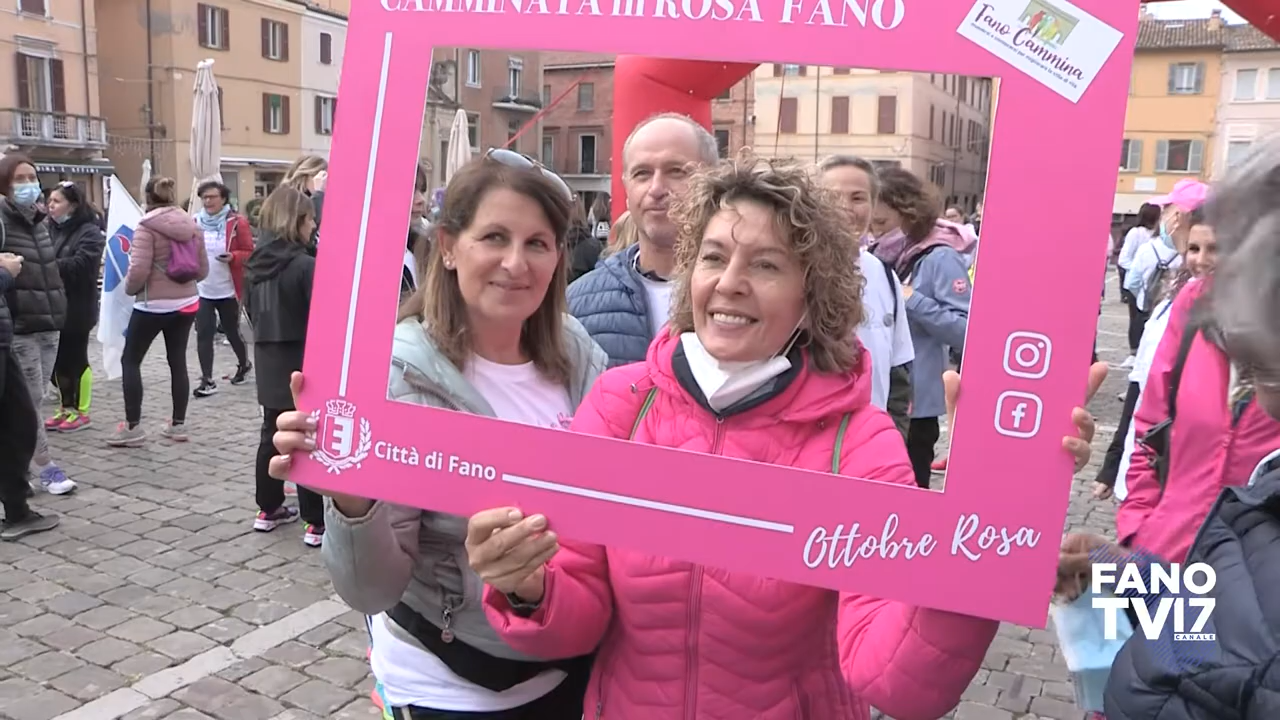 CAMMINATA in ROSA FANO
Fano Cammina
Città di Fano
Ottobre Rosa
FANO
TV17
CANALE